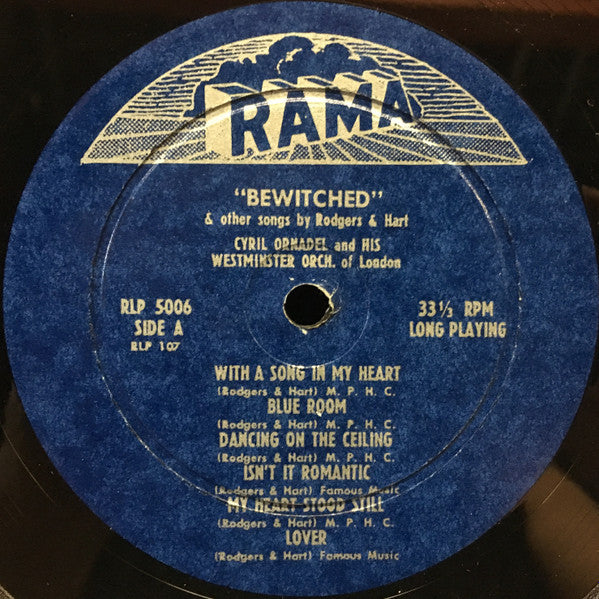 RAMA
"BEWITCHED"
& other songs by Rodgers & Hart
CYRIL ORNADEL and HIS
WESTMINSTER ORCH. of London
RLP 5006
SIDE A
RLP 107
33⅓ RPM
LONG PLAYING
WITH A SONG IN MY HEART
(Rodgers & Hart) M. P. H. C.
BLUE ROOM
(Rodgers & Hart) M. P. H. C.
DANCING ON THE CEILING
(Rodgers & Hart) M. P. H. C.
ISN'T IT ROMANTIC
(Rodgers & Hart) Famous Music
MY HEART STOOD STILL
(Rodgers & Hart) M. P. H. C.
LOVER
(Rodgers & Hart) Famous Music